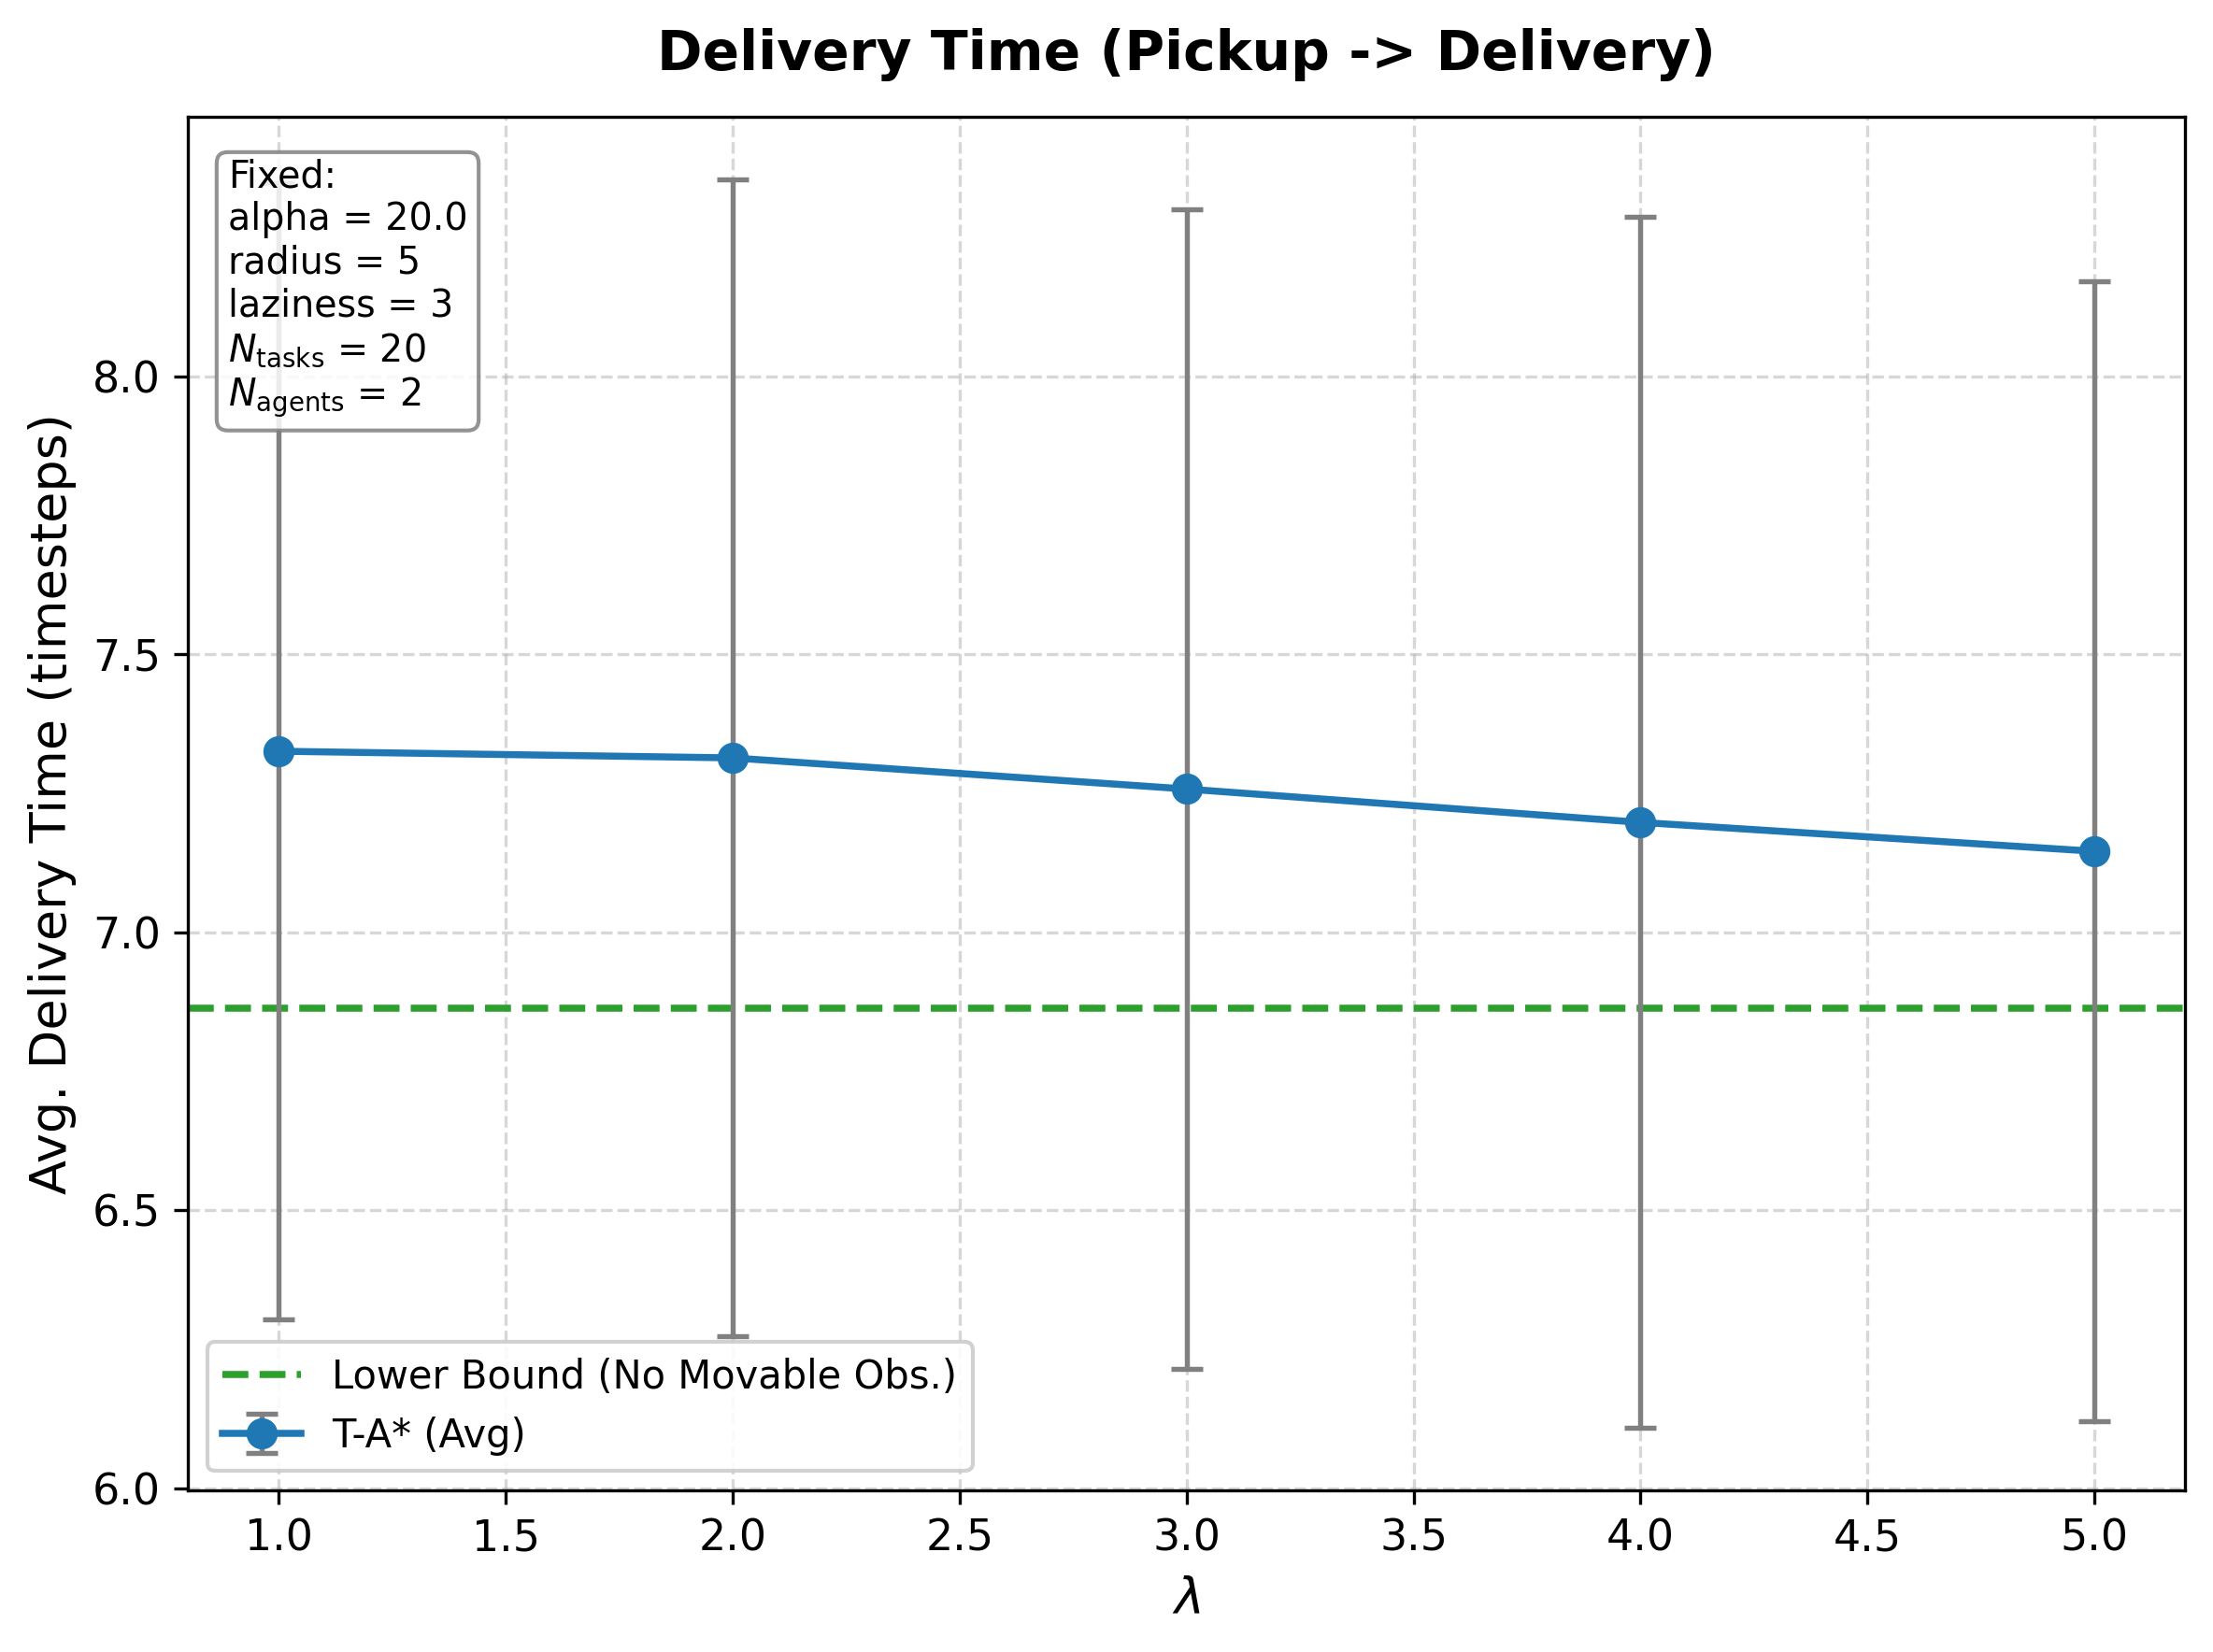 Delivery Time (Pickup -> Delivery)
Fixed:
alpha = 20.0
radius = 5
laziness = 3
N_tasks = 20
N_agents = 2
Avg. Delivery Time (timesteps)
8.0
7.5
7.0
6.5
6.0
Lower Bound (No Movable Obs.)
T-A* (Avg)
1.0 1.5 2.0 2.5 3.0 3.5 4.0 4.5 5.0
λ